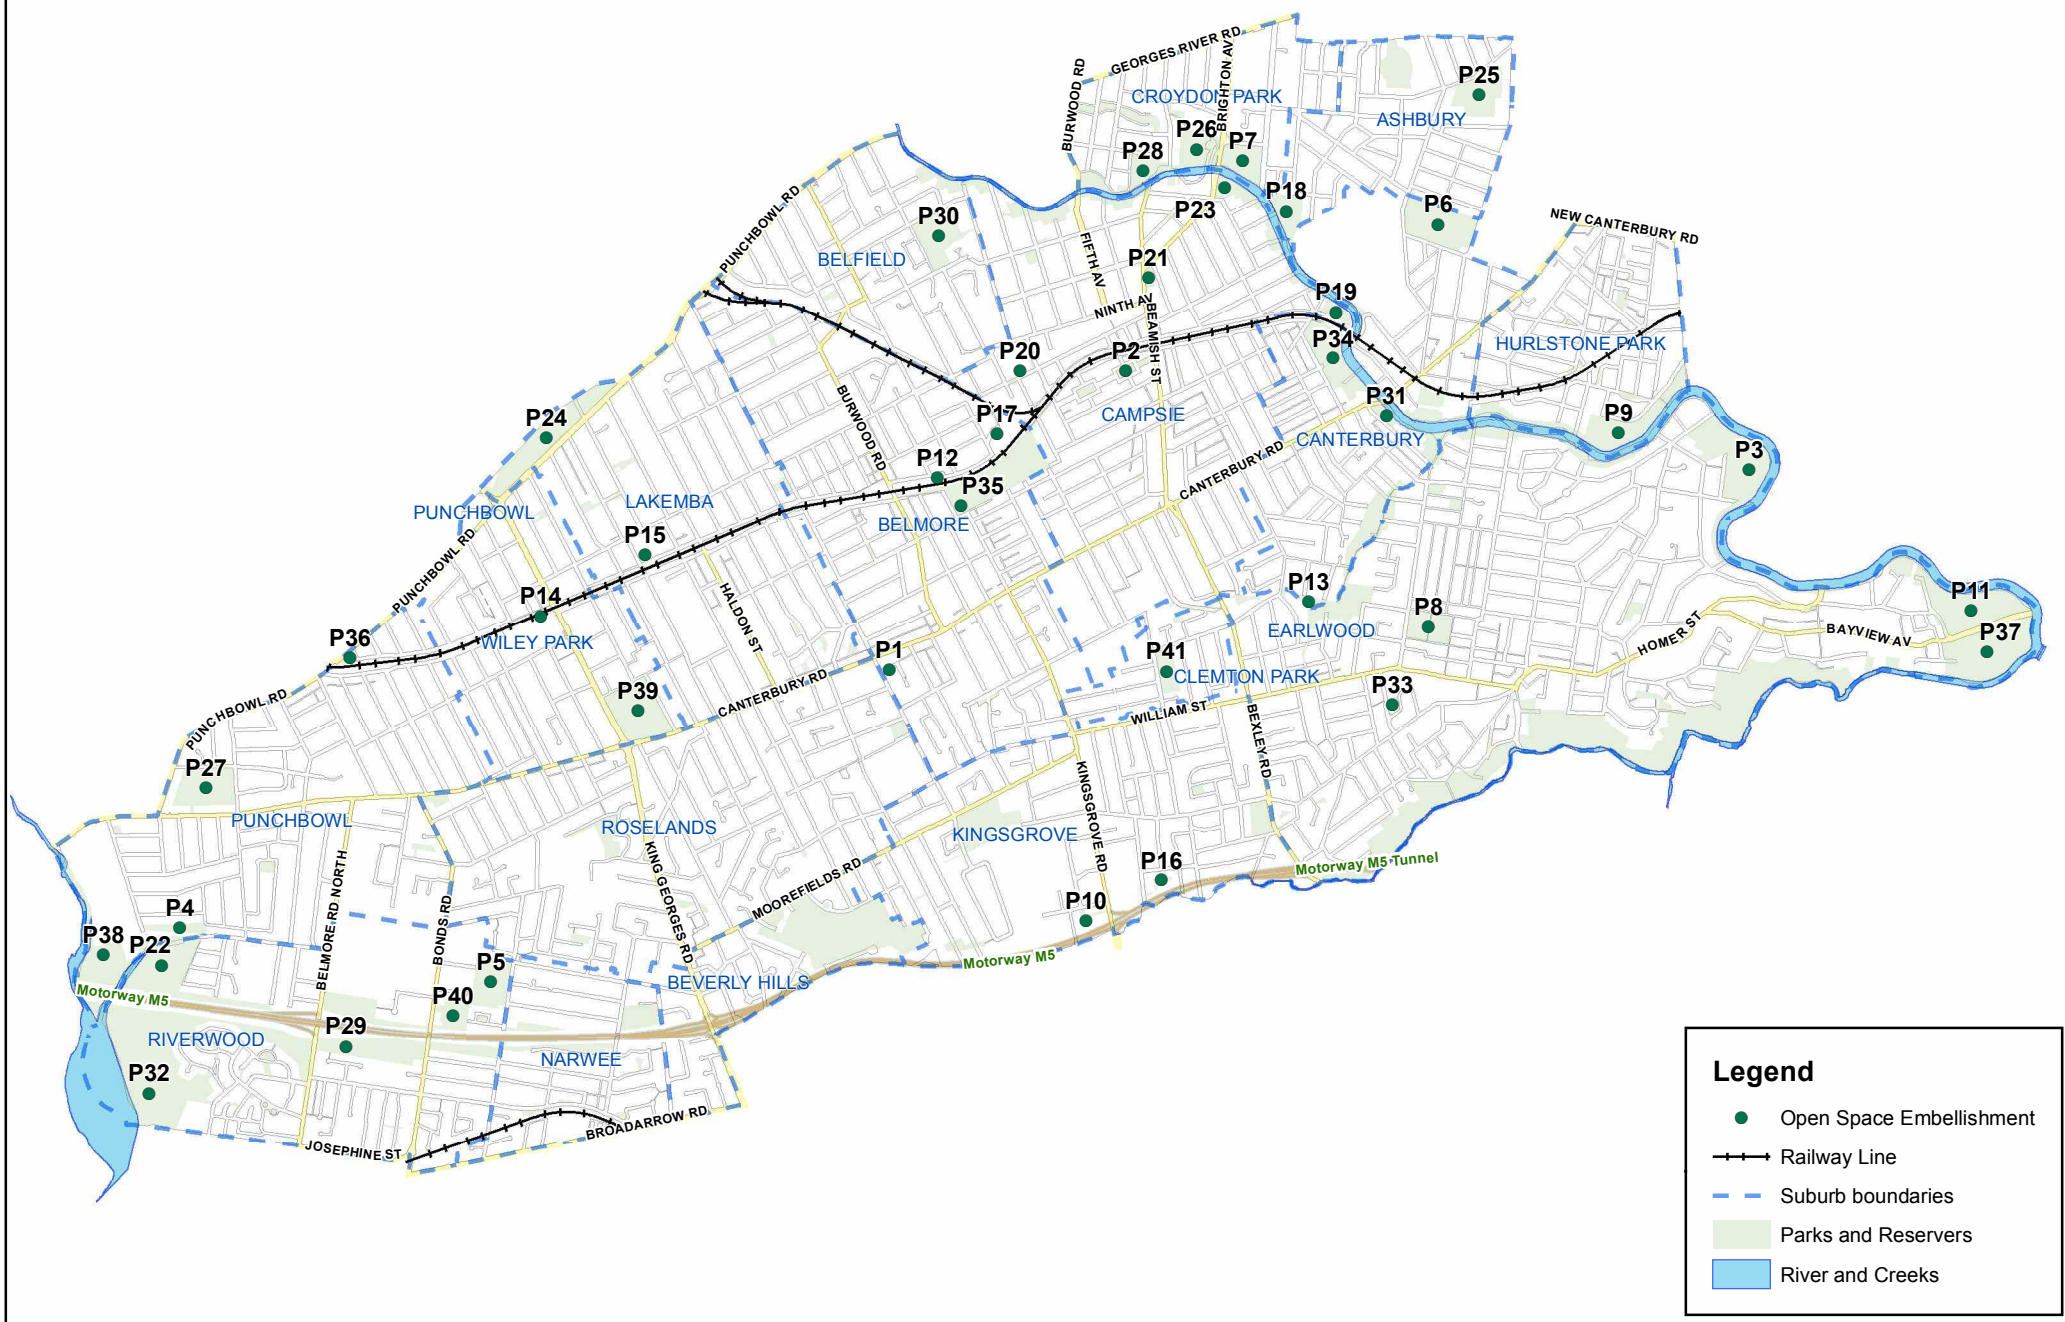 GEORGES RIVER RD
BURWOOD RD
BRIGHTON AV
P25
CROYDON PARK
ASHBURY
P26
P7
P28
P18
P23
P6
NEW CANTERBURY RD
PUNCHBOWL RD
P30
BELFIELD
FIFTH AV
P21
NINTH AV
BEAMISH ST
P19
P34
HURLSTONE PARK
P20
P2
P31
P9
P24
BURWOOD RD
P17
CAMPSIE
CANTERBURY
P3
P12
P35
CANTERBURY RD
PUNCHBOWL
LAKEMBA
BELMORE
PUNCHBOWL RD
P15
P14
HALDON ST
P13
P8
P11
P36
WILEY PARK
P1
P41
EARLWOOD
HOMER ST
BAYVIEW AV
P37
CLEMTON PARK
PUNCHBOWL RD
P39
CANTERBURY RD
P33
WILLIAM ST
BEXLEY RD
P27
KINGSGROVE RD
PUNCHBOWL
ROSELANDS
KINGSGROVE
BELMORE RD NORTH
KING GEORGES RD
MOOREFIELDS RD
P16
Motorway M5 Tunnel
P4
BONDS RD
P10
P38
P22
P5
Motorway M5
BEVERLY HILLS
Motorway M5
P40
P29
RIVERWOOD
NARWEE
P32
JOSEPHINE ST
BROADARROW RD
Legend
Open Space Embellishment
Railway Line
Suburb boundaries
Parks and Reservers
River and Creeks